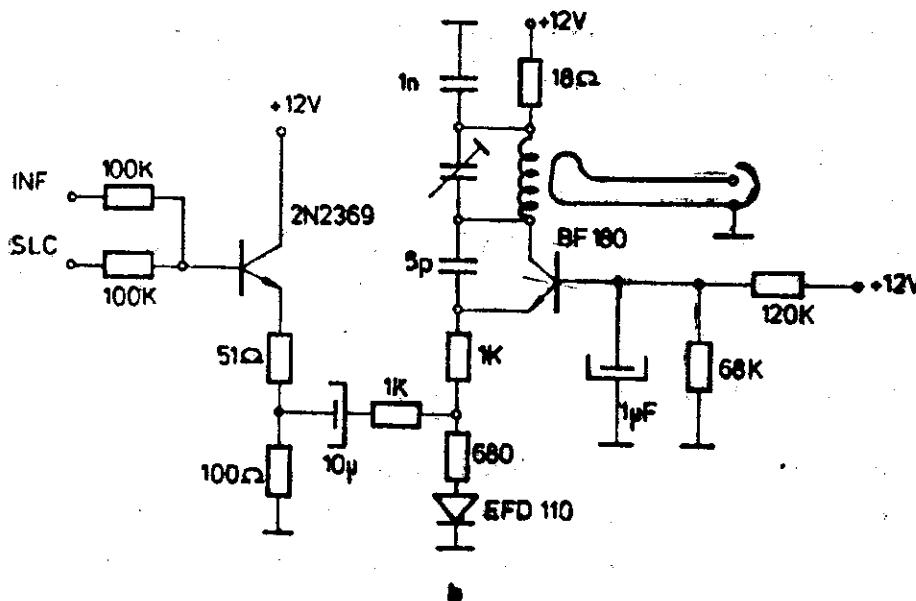 +12V
1n
18Ω
+12V
100K
INF
2N2369
SLC
100K
BF 180
5p
+12V
120K
51Ω
1K
68K
1K
1µF
10µ
680
100Ω
EFD 110
b